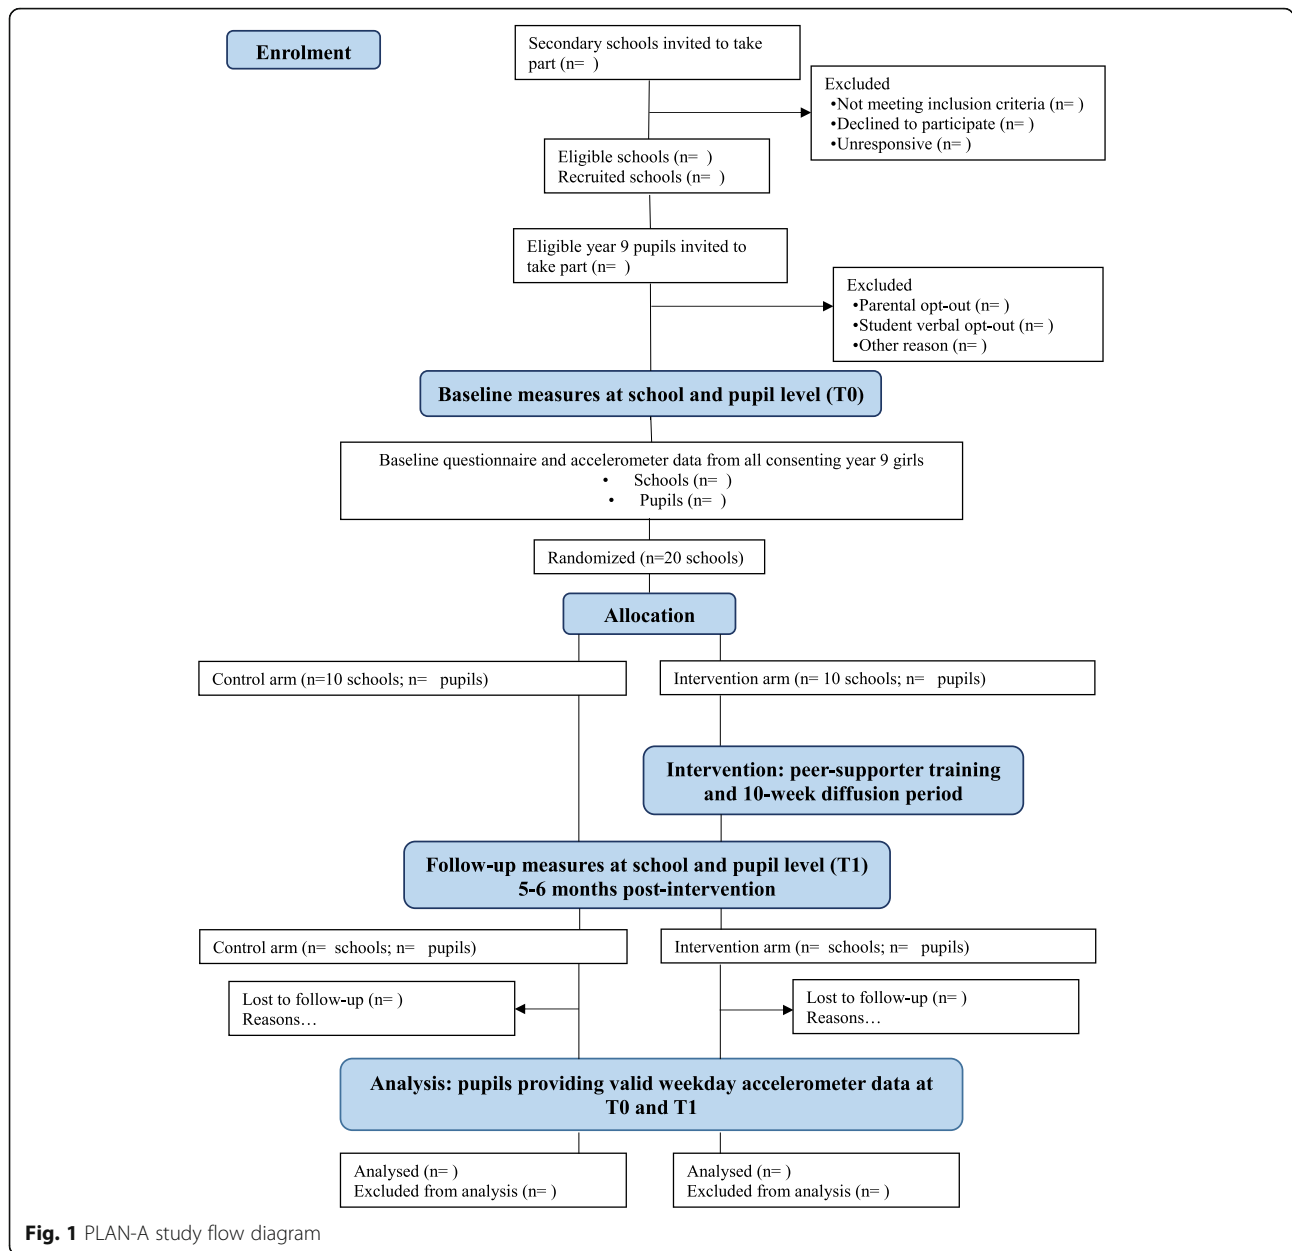 Enrolment
Secondary schools invited to take
part (n=  )
Excluded
•Not meeting inclusion criteria (n= )
•Declined to participate (n= )
•Unresponsive (n= )
Eligible schools (n=  )
Recruited schools (n=  )
Eligible year 9 pupils invited to
take part (n=  )
Excluded
•Parental opt-out (n= )
•Student verbal opt-out (n= )
•Other reason (n= )
Baseline measures at school and pupil level (T0)
Baseline questionnaire and accelerometer data from all consenting year 9 girls
• Schools (n=  )
• Pupils (n=  )
Randomized (n=20 schools)
Allocation
Control arm (n=10 schools; n=   pupils)
Intervention arm (n= 10 schools; n=   pupils)
Intervention: peer-supporter training
and 10-week diffusion period
Follow-up measures at school and pupil level (T1)
5-6 months post-intervention
Control arm (n=  schools; n=   pupils)
Intervention arm (n=  schools; n=   pupils)
Lost to follow-up (n= )
Reasons…
Lost to follow-up (n= )
Reasons…
Analysis: pupils providing valid weekday accelerometer data at
T0 and T1
Analysed (n= )
Excluded from analysis (n= )
Analysed (n= )
Excluded from analysis (n= )
Fig. 1 PLAN-A study flow diagram